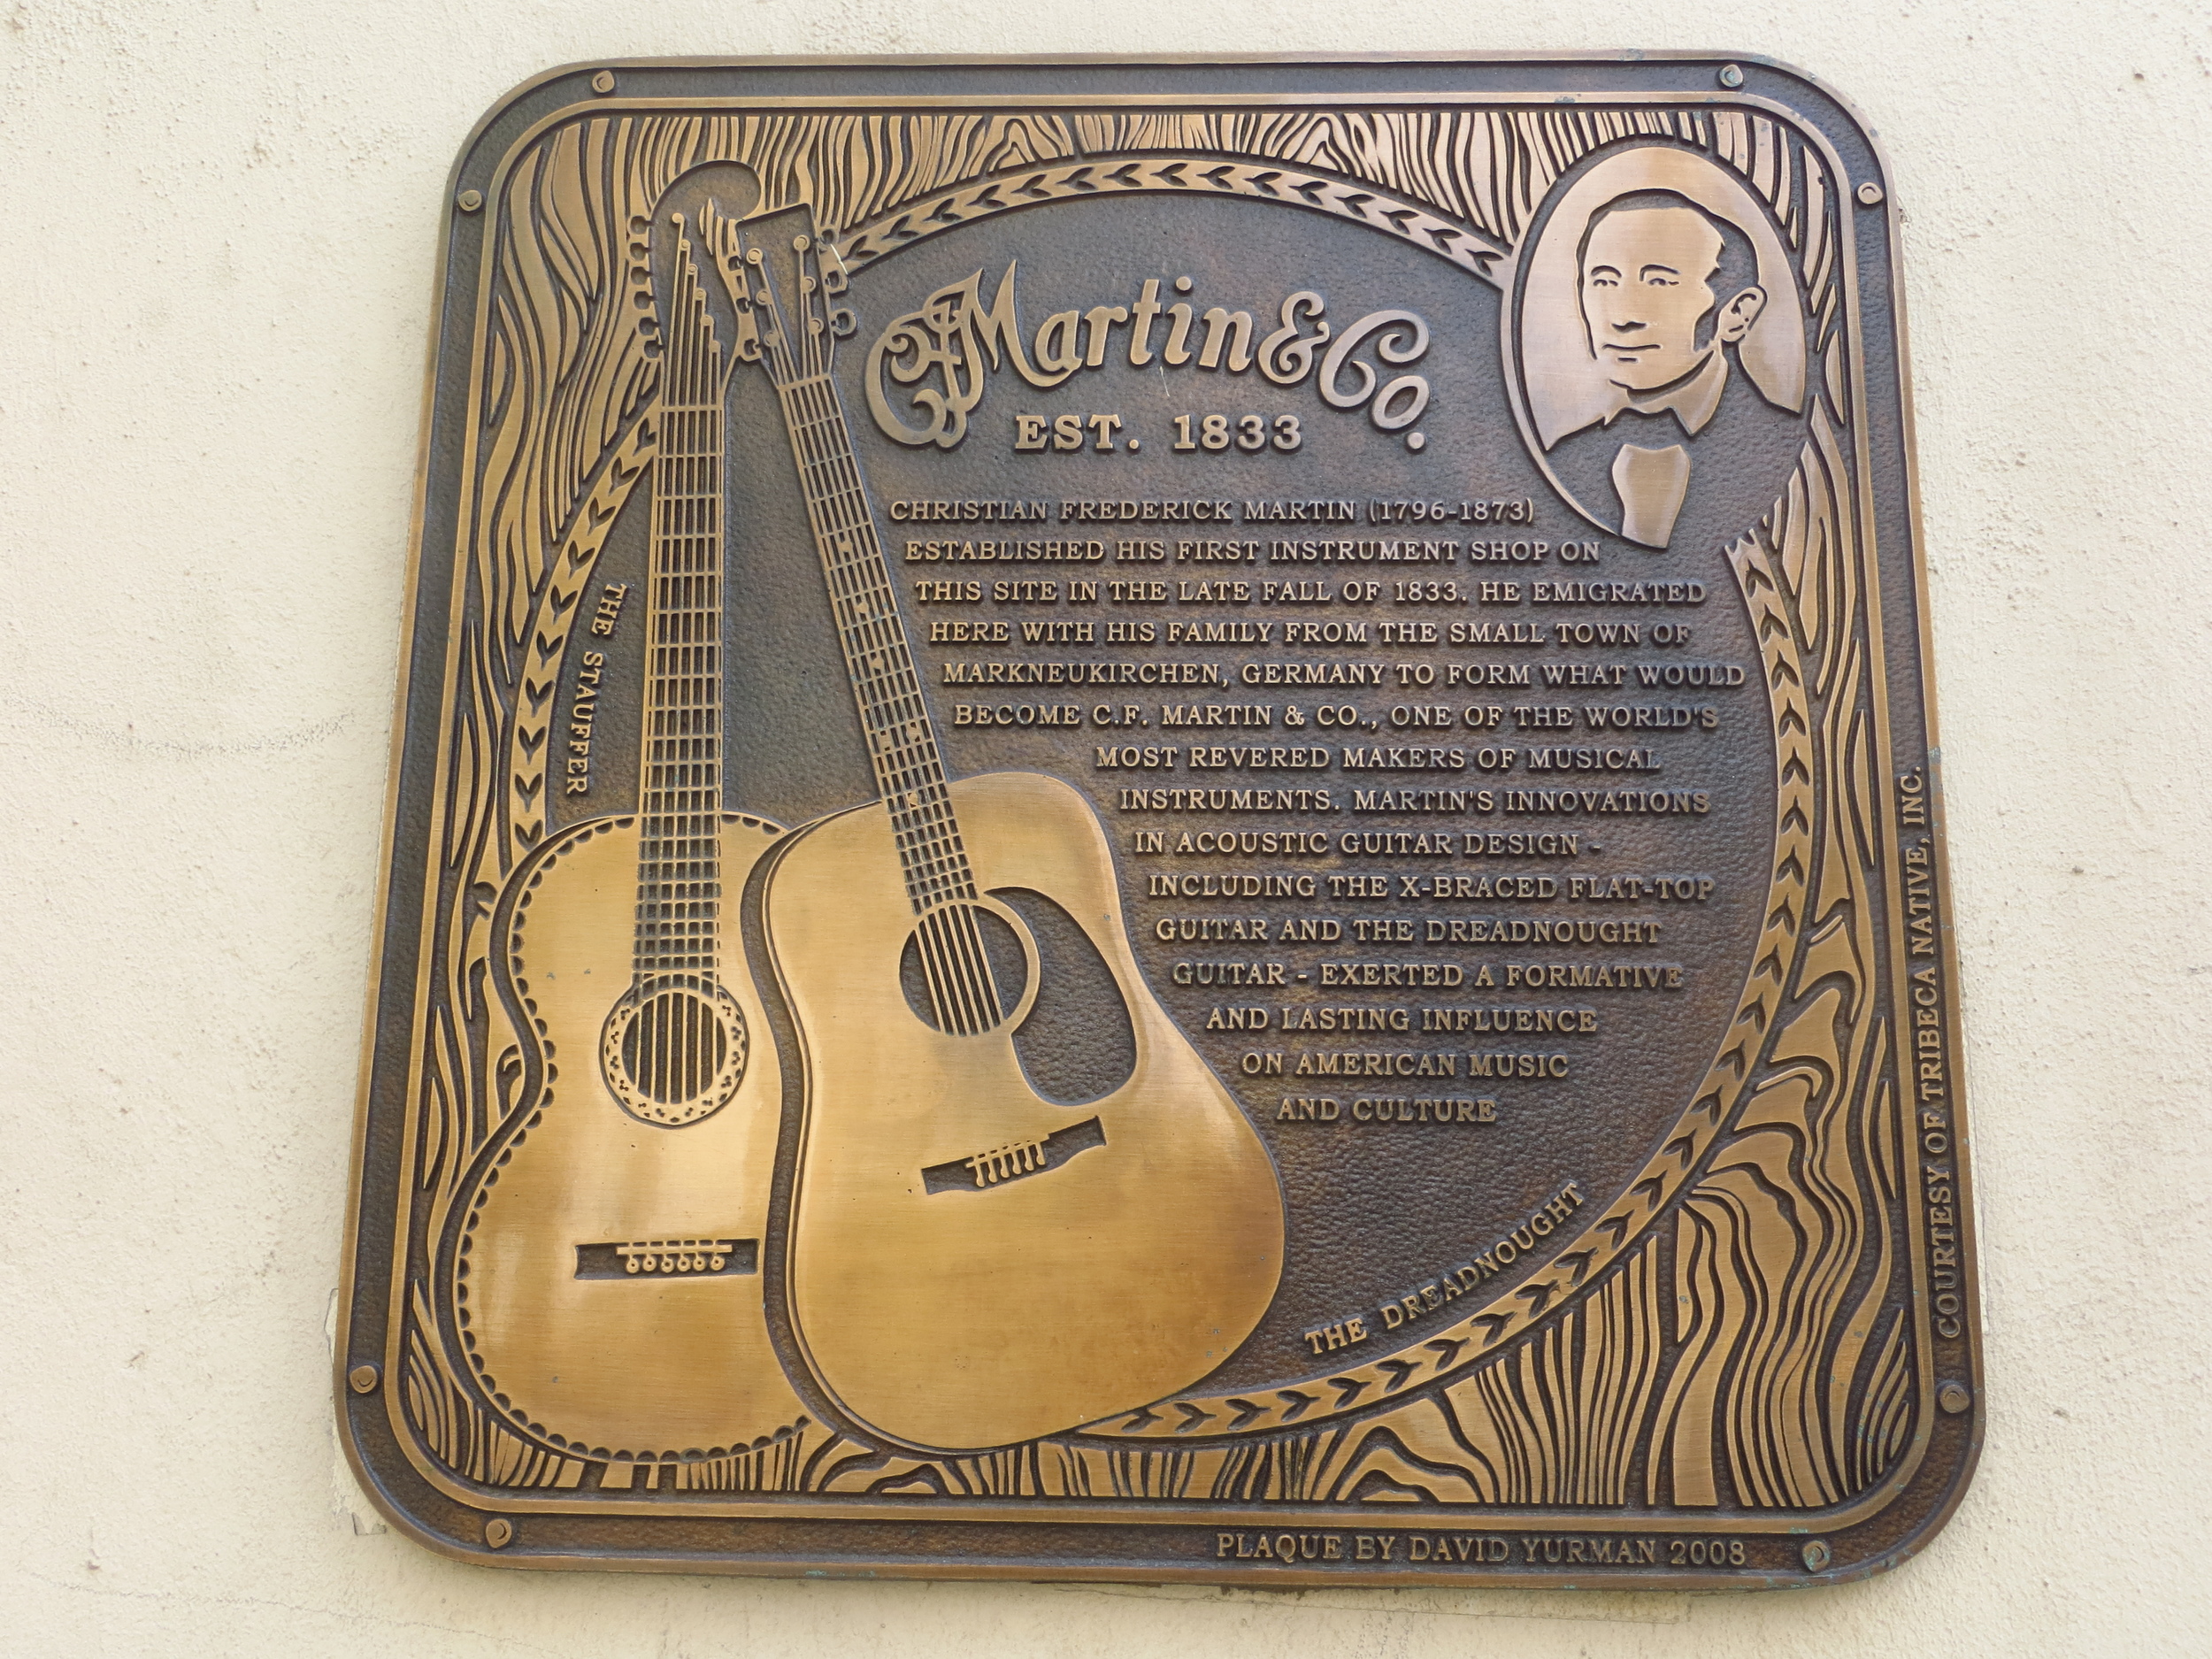 CF Martin & Co.
EST. 1833
CHRISTIAN FREDERICK MARTIN (1796-1873)
ESTABLISHED HIS FIRST INSTRUMENT SHOP ON
THIS SITE IN THE LATE FALL OF 1833. HE EMIGRATED
HERE WITH HIS FAMILY FROM THE SMALL TOWN OF
MARKNEUKIRCHEN, GERMANY TO FORM WHAT WOULD
BECOME C.F. MARTIN & CO., ONE OF THE WORLD'S
MOST REVERED MAKERS OF MUSICAL
INSTRUMENTS. MARTIN'S INNOVATIONS
IN ACOUSTIC GUITAR DESIGN -
INCLUDING THE X-BRACED FLAT-TOP
GUITAR AND THE DREADNOUGHT
GUITAR - EXERTED A FORMATIVE
AND LASTING INFLUENCE
ON AMERICAN MUSIC
AND CULTURE
THE STAUFFER
THE DREADNOUGHT
COURTESY OF TRIBECA NATIVE, INC.
PLAQUE BY DAVID YURMAN 2008